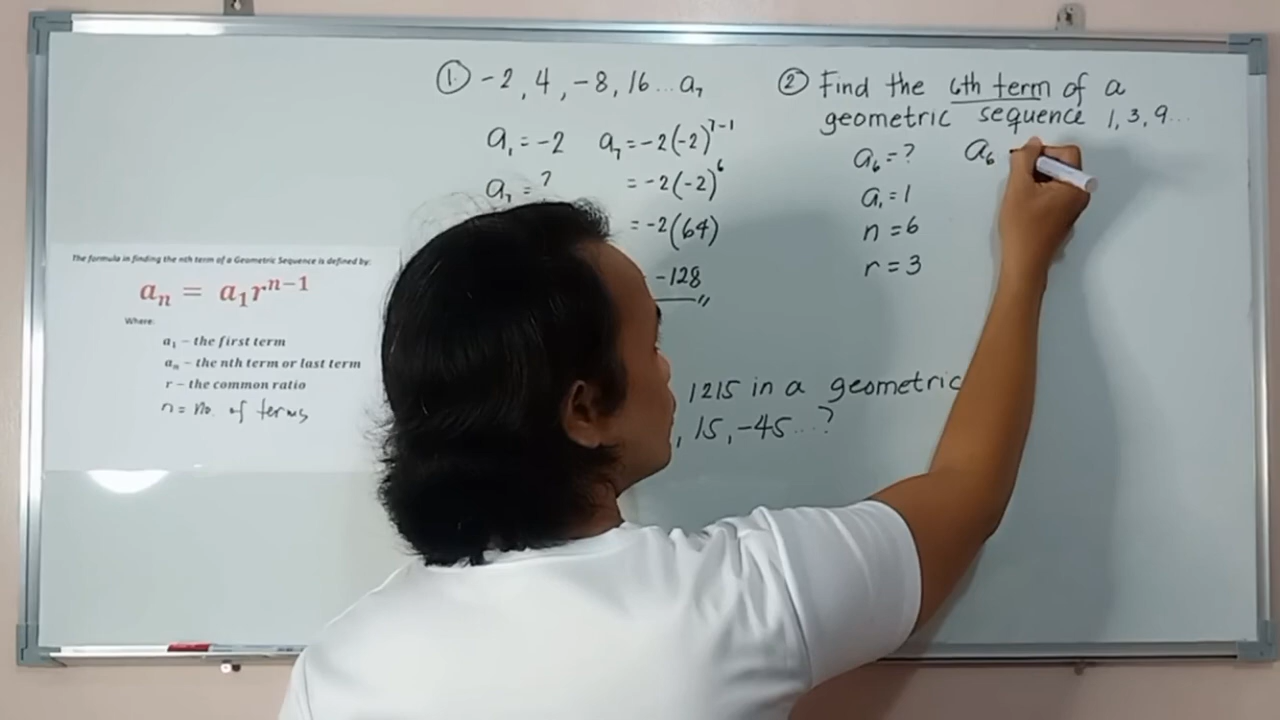 ① -2, 4, -8, 16... a₇
a₁ = -2
a₇ = ?
a₇ = -2(-2)⁷⁻¹
= -2(-2)⁶
= -2(64)
-128
② Find the 6th term of a
geometric sequence 1, 3, 9...
a₆ = ?
a₁ = 1
n = 6
r = 3
a₆
The formula in finding the nth term of a Geometric Sequence is defined by:
aₙ = a₁rⁿ⁻¹
Where:
a₁ – the first term
aₙ – the nth term or last term
r – the common ratio
n = no. of terms
1215 in a geometric
, 15, -45...?